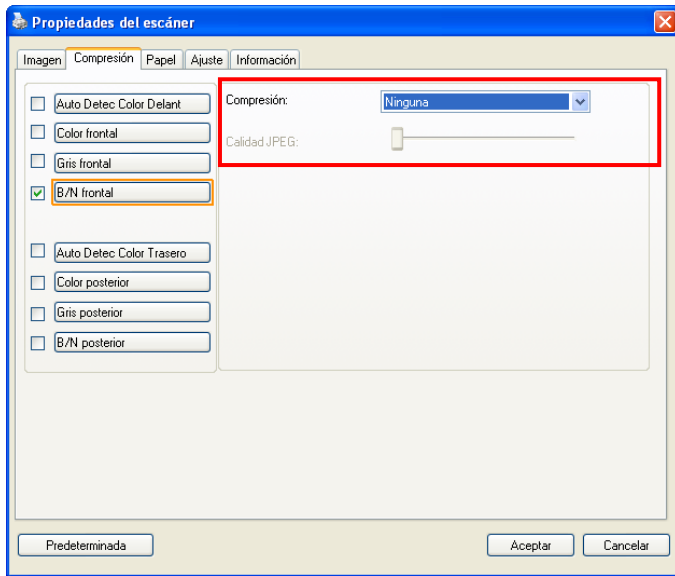 Propiedades del escáner
Imagen Compresión Papel Ajuste Información
Auto Detec Color Delant
Color frontal
Gris frontal
B/N frontal
Auto Detec Color Trasero
Color posterior
Gris posterior
B/N posterior
Compresión: Ninguna
Calidad JPEG:
Predeterminada Aceptar Cancelar